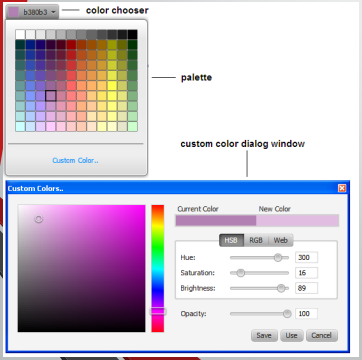 b380b3
color chooser
palette
Custom Color..
custom color dialog window
Custom Colors..
Current Color New Color
HSB RGB Web
Hue: 300
Saturation: 16
Brightness: 89
Opacity: 100
Save Use Cancel